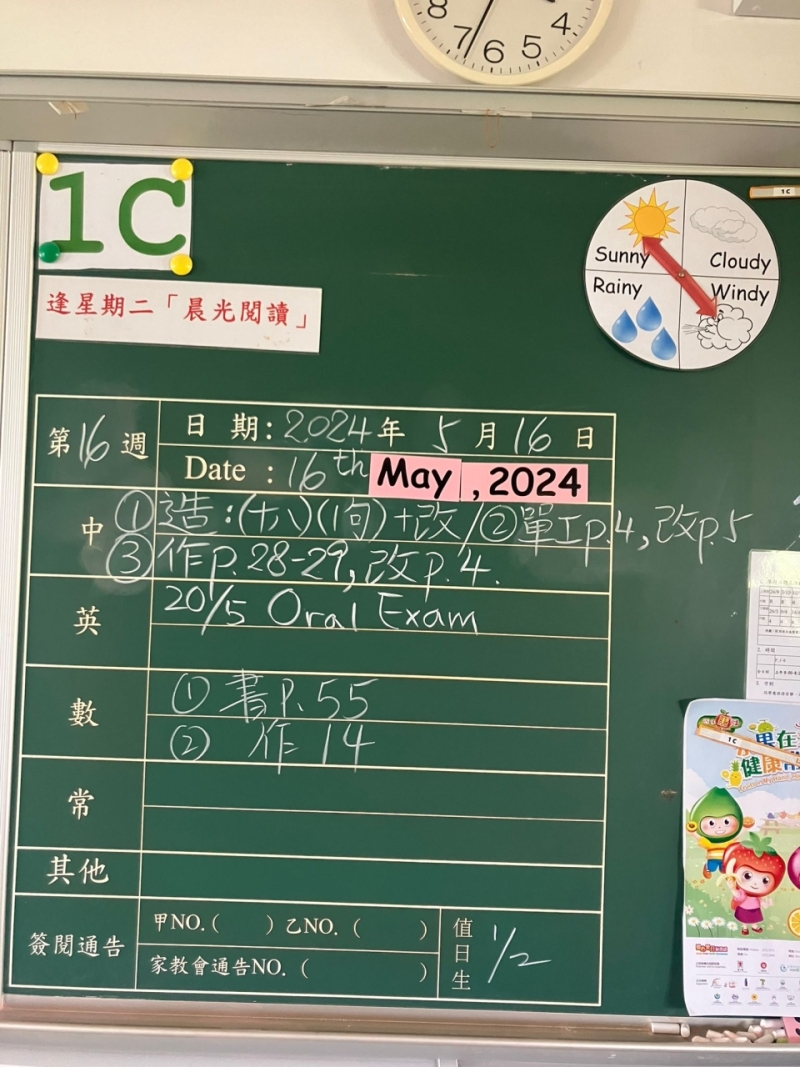 8
7
6
5
4
1C
逢星期二「晨光閱讀」
Sunny
Cloudy
Rainy
Windy
1C
第16週
日 期：2024年 5月16日
Date : 16th May, 2024
中
①造：(十八)(1句)+改/②單工p.4,改p.5
③作p.28-29,改p.4.
英
20/5 Oral Exam
數
① 書P.55
② 作14
常
其他
簽閱通告
甲NO.( ) 乙NO.( )
家教會通告NO.( )
值日生
1/2
1C
果在
健康